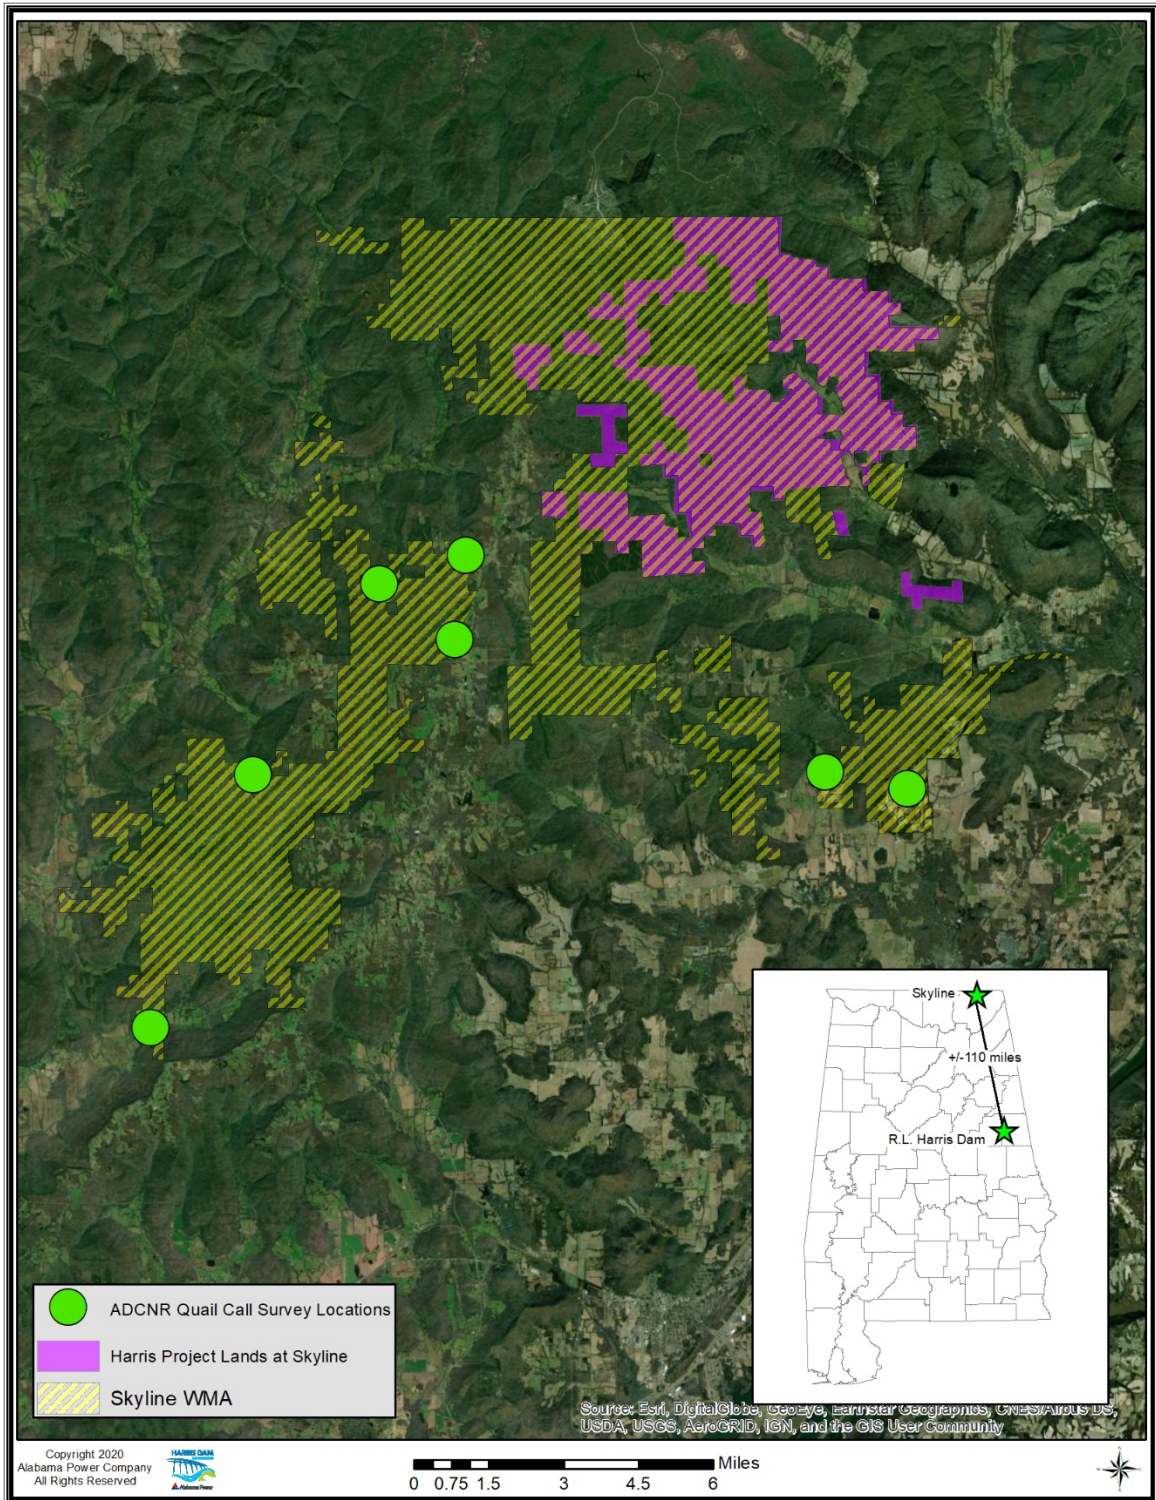 Skyline
+/-110 miles
R.L. Harris Dam
ADCNR Quail Call Survey Locations
Harris Project Lands at Skyline
Skyline WMA
Source: Esri, DigitalGlobe, GeoEye, Earthstar Geographics, CNES/Airbus DS,
USDA, USGS, AeroGRID, IGN, and the GIS User Community
Copyright 2020
Alabama Power Company
All Rights Reserved
HARRIS DAM
Alabama Power
Miles
0 0.75 1.5 3 4.5 6